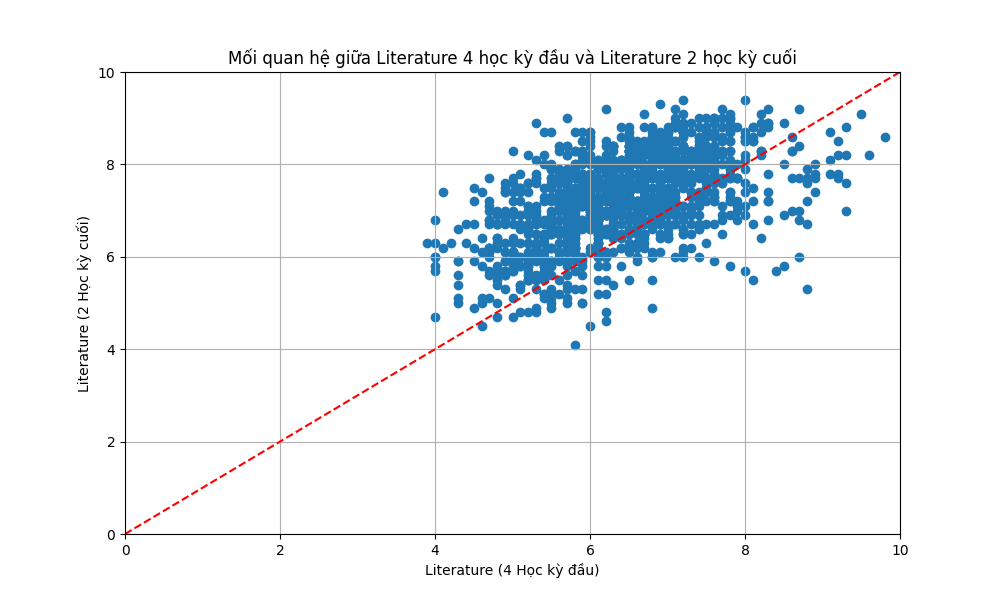 Mối quan hệ giữa Literature 4 học kỳ đầu và Literature 2 học kỳ cuối
Literature (2 Học kỳ cuối)
10
8
6
4
2
0
0 2 4 6 8 10
Literature (4 Học kỳ đầu)